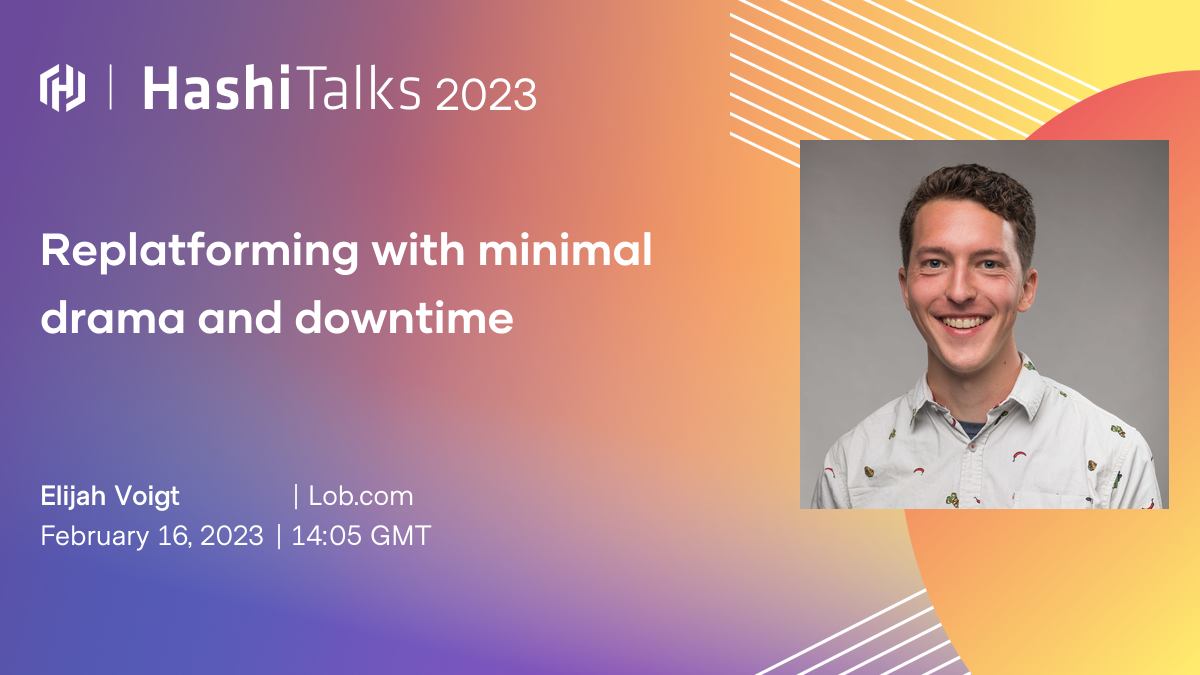 HashiTalks 2023
Replatforming with minimal
drama and downtime
Elijah Voigt | Lob.com
February 16, 2023 | 14:05 GMT